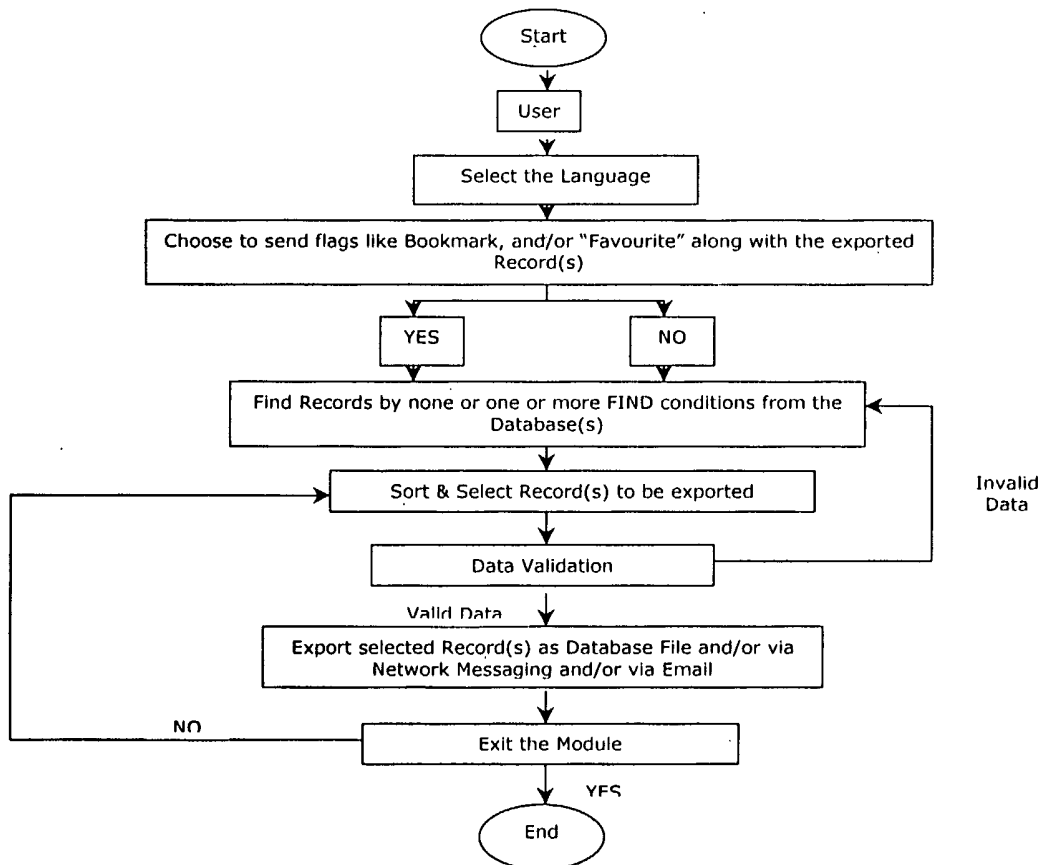 Start
User
Select the Language
Choose to send flags like Bookmark, and/or “Favourite” along with the exported
Record(s)
YES
NO
Find Records by none or one or more FIND conditions from the
Database(s)
Sort & Select Record(s) to be exported
Invalid
Data
Data Validation
Valid Data
Export selected Record(s) as Database File and/or via
Network Messaging and/or via Email
NO
Exit the Module
YES
End